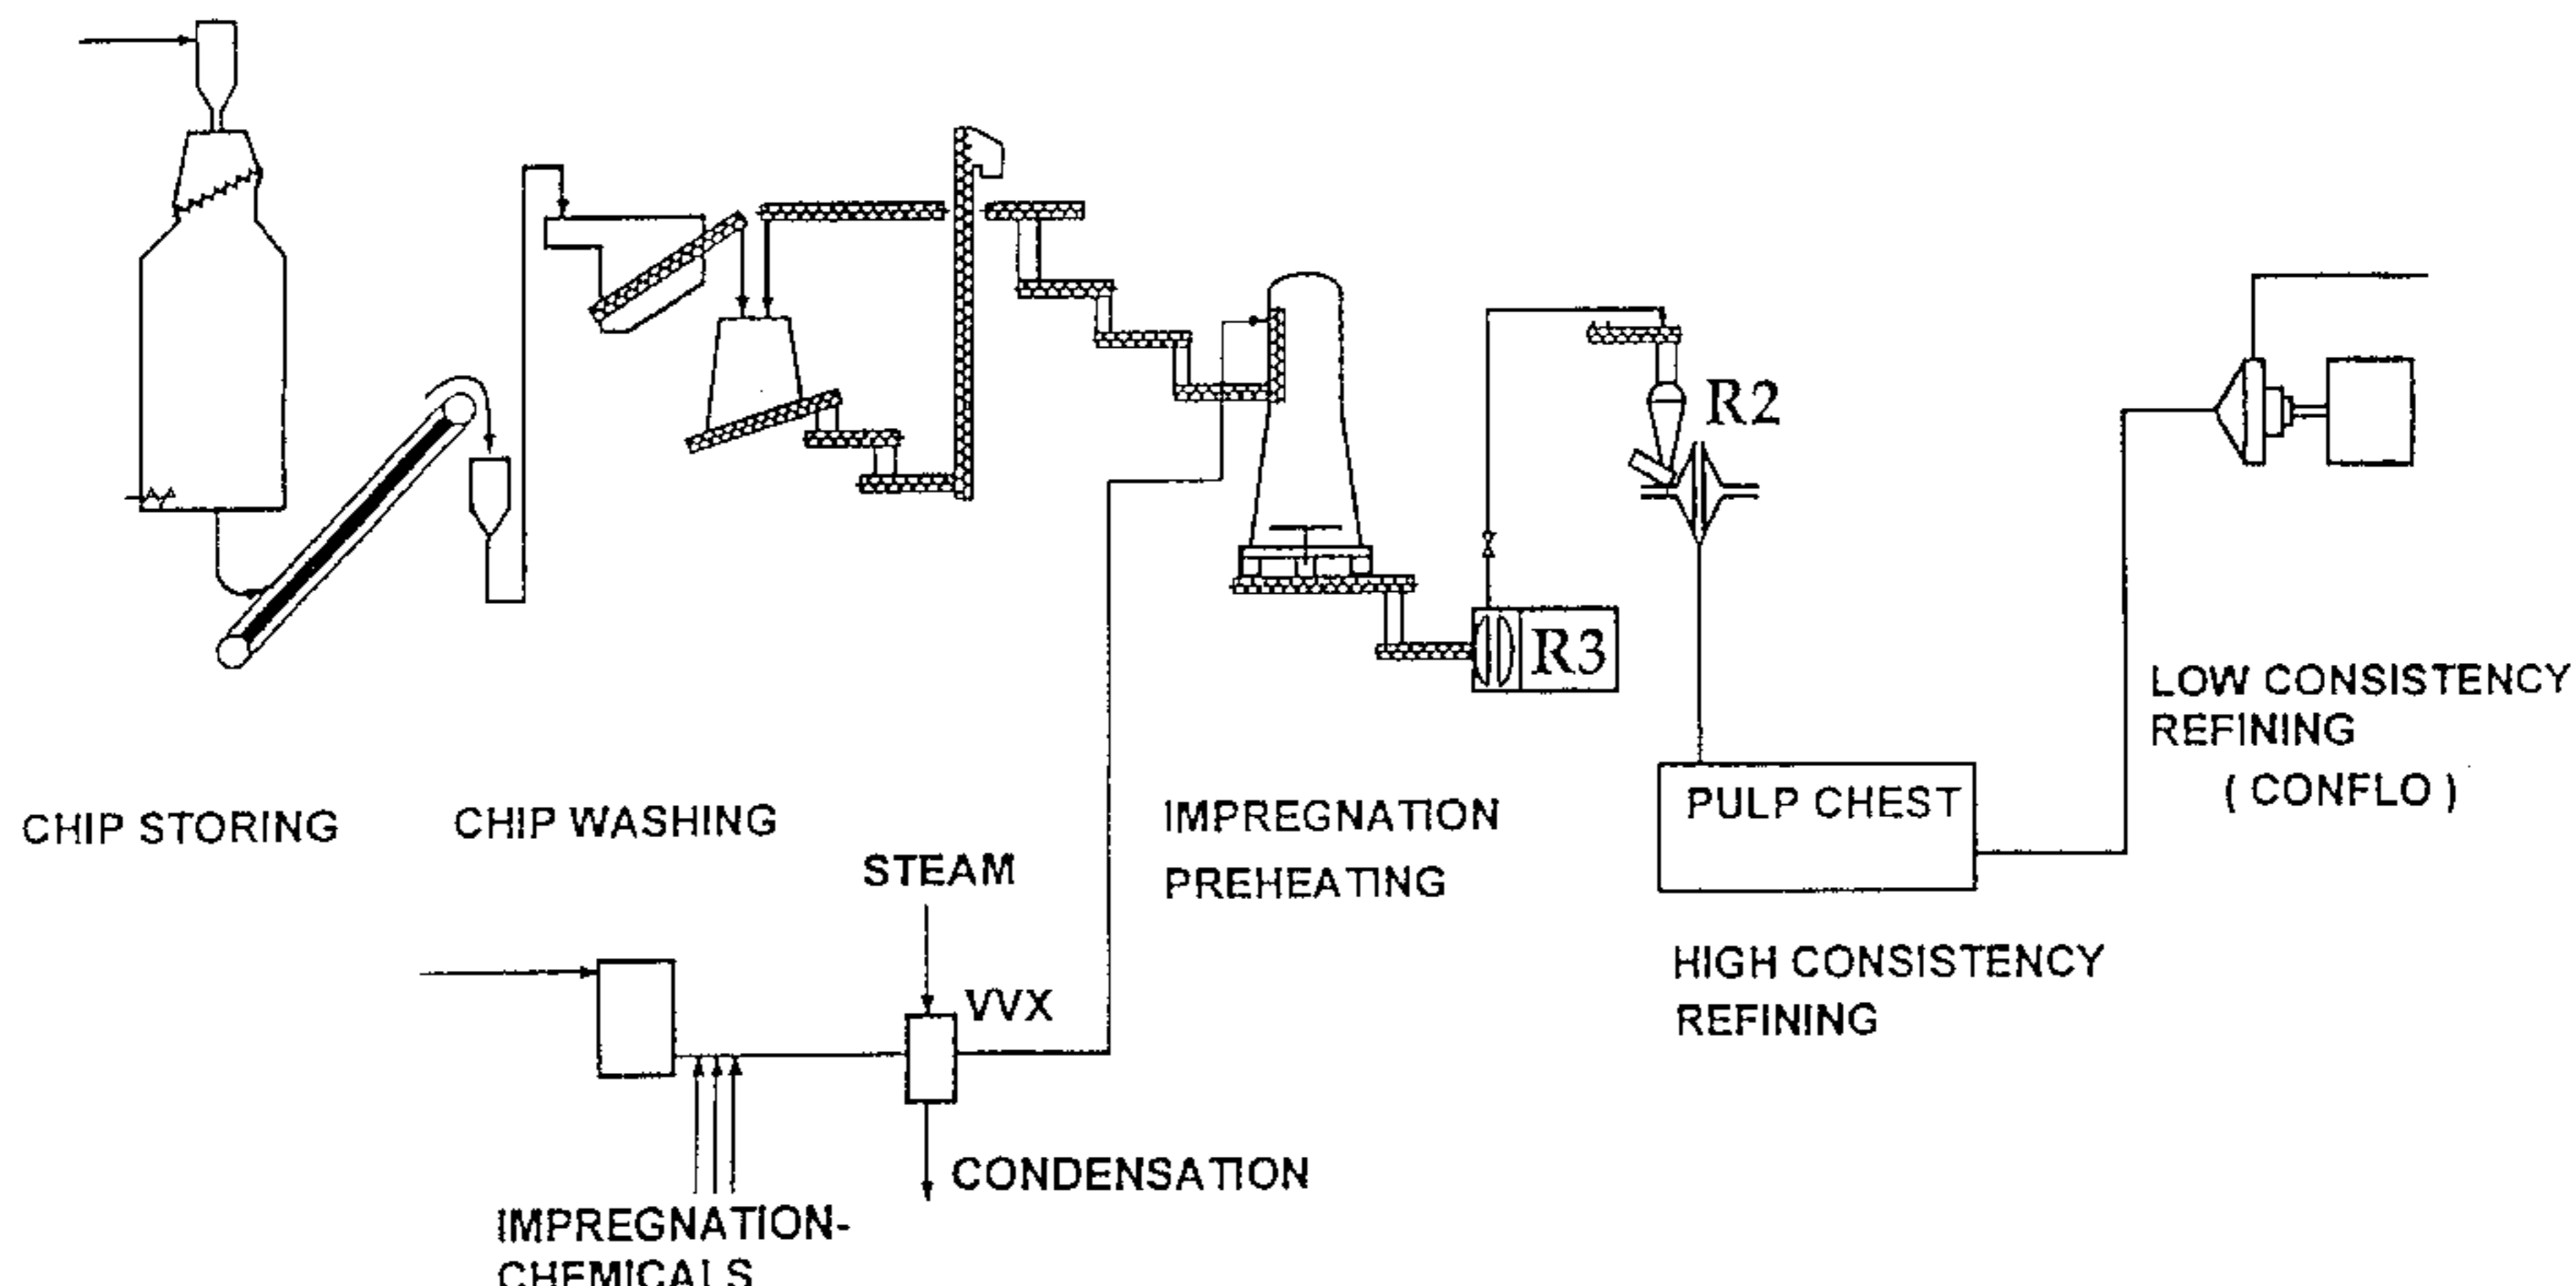 R2
R3
LOW CONSISTENCY
REFINING
( CONFLO )
CHIP STORING
CHIP WASHING
IMPREGNATION
PREHEATING
PULP CHEST
STEAM
VVX
HIGH CONSISTENCY
REFINING
CONDENSATION
IMPREGNATION-
CHEMICALS